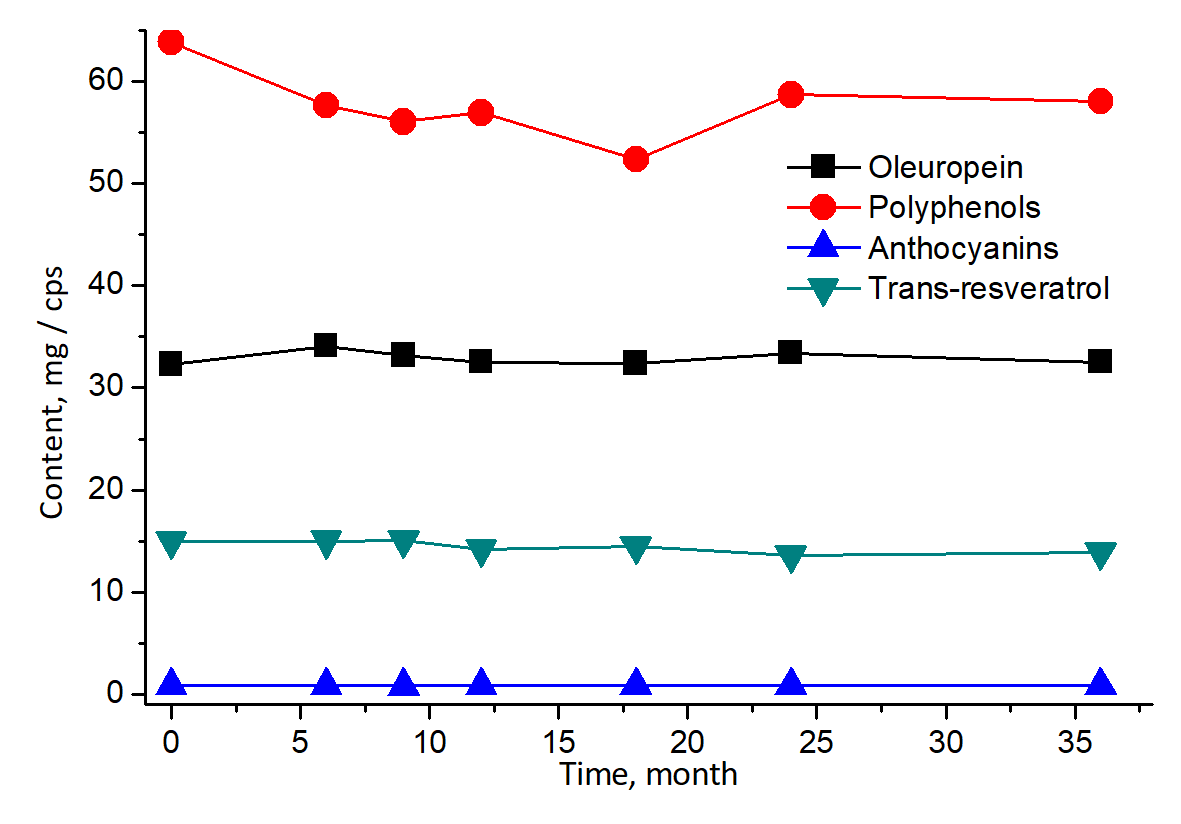 60
50
40
30
20
10
0
Content, mg / cps
Oleuropein
Polyphenols
Anthocyanins
Trans-resveratrol
0 5 10 15 20 25 30 35
Time, month